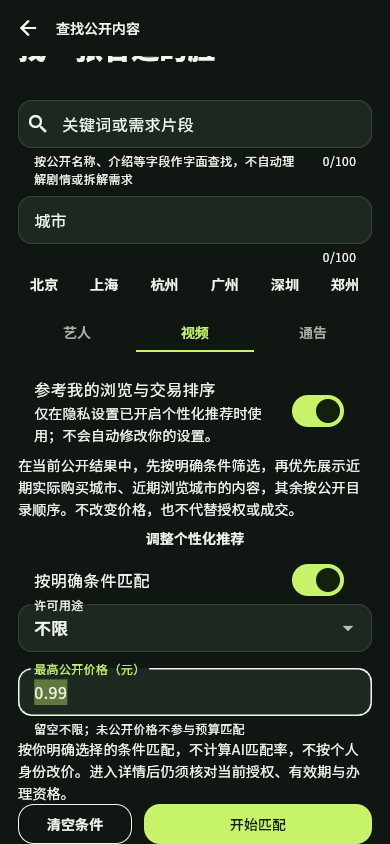 查找公开内容
关键词或需求片段
按公开名称、介绍等字段作字面查找，不自动理
0/100
解剧情或拆解需求
城市
0/100
北京 上海 杭州 广州 深圳 郑州
艺人 视频 通告
参考我的浏览与交易排序
仅在隐私设置已开启个性化推荐时使
用；不会自动修改你的设置。
在当前公开结果中，先按明确条件筛选，再优先展示近
期实际购买城市、近期浏览城市的内容，其余按公开目
录顺序。不改变价格，也不代替授权或成交。
调整个性化推荐
按明确条件匹配
许可用途
不限
最高公开价格（元）
0.99
留空不限；未公开价格不参与预算匹配
按你明确选择的条件匹配，不计算AI匹配率，不按个人
身份改价。进入详情后仍须核对当前授权、有效期与办
理资格。
清空条件 开始匹配